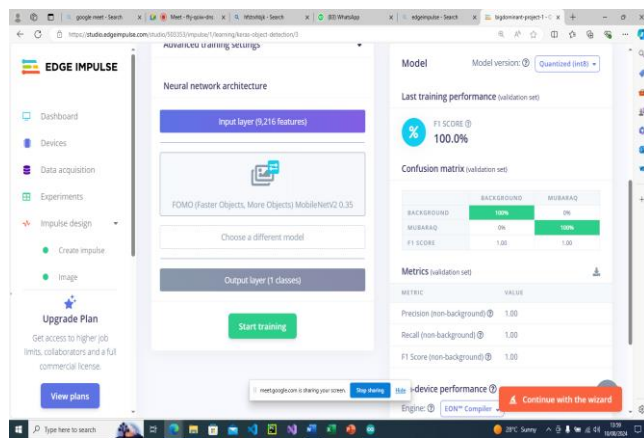 google meet - Search
Meet - ffy-spiw-dns
Search
(80) WhatsApp
edgeimpulse - Search
bigdominant-project-1 - C
https://studio.edgeimpulse.com/studio/505353/impulse/1/learning/keras-object-detection/3
EDGE IMPULSE
Dashboard
Devices
Data acquisition
Experiments
Impulse design
Create impulse
Image
Upgrade Plan
Get access to higher job
limits, collaborators and a full
commercial license.
View plans
Advanced training settings
Neural network architecture
Input layer (9,216 features)
FOMO (Faster Objects, More Objects) MobileNetV2 0.35
Choose a different model
Output layer (1 classes)
Start training
Model
Model version: Quantized (int8)
Last training performance (validation set)
%
F1 SCORE
100.0%
Confusion matrix (validation set)
BACKGROUND MUBARAQ
BACKGROUND 100% 0%
MUBARAQ 0% 100%
F1 SCORE 1.00 1.00
Metrics (validation set)
METRIC VALUE
Precision (non-background) 1.00
Recall (non-background) 1.00
F1 Score (non-background) 1.00
-device performance
Engine: EON™ Compiler
Continue with the wizard
meet.google.com is sharing your screen. Stop sharing Hide
Type here to search
28°C Sunny
13:59